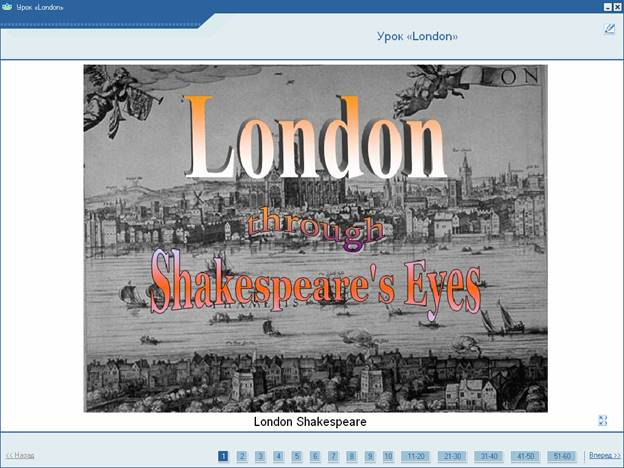 Урок «London»
Урок «London»
ON
London
through
Shakespeare's Eyes
London Shakespeare
<< Назад 1 2 3 4 5 6 7 8 9 10 11-20 21-30 31-40 41-50 51-60 Вперед >>